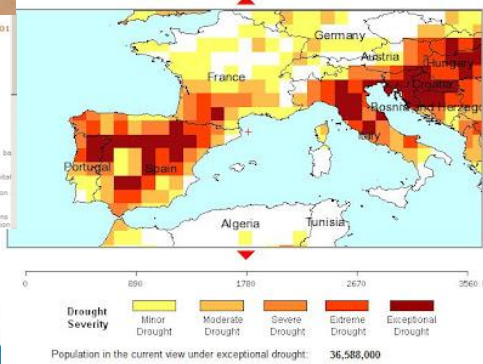 01
Germany
Austria
Hungary
France
Croatia
Bosnia and Herzego
Italy
Portugal
Spain
Algeria
Tunisia
0 890 1780 2670 3560
Drought Severity
Minor Drought
Moderate Drought
Severe Drought
Extreme Drought
Exceptional Drought
Population in the current view under exceptional drought: 36,588,000